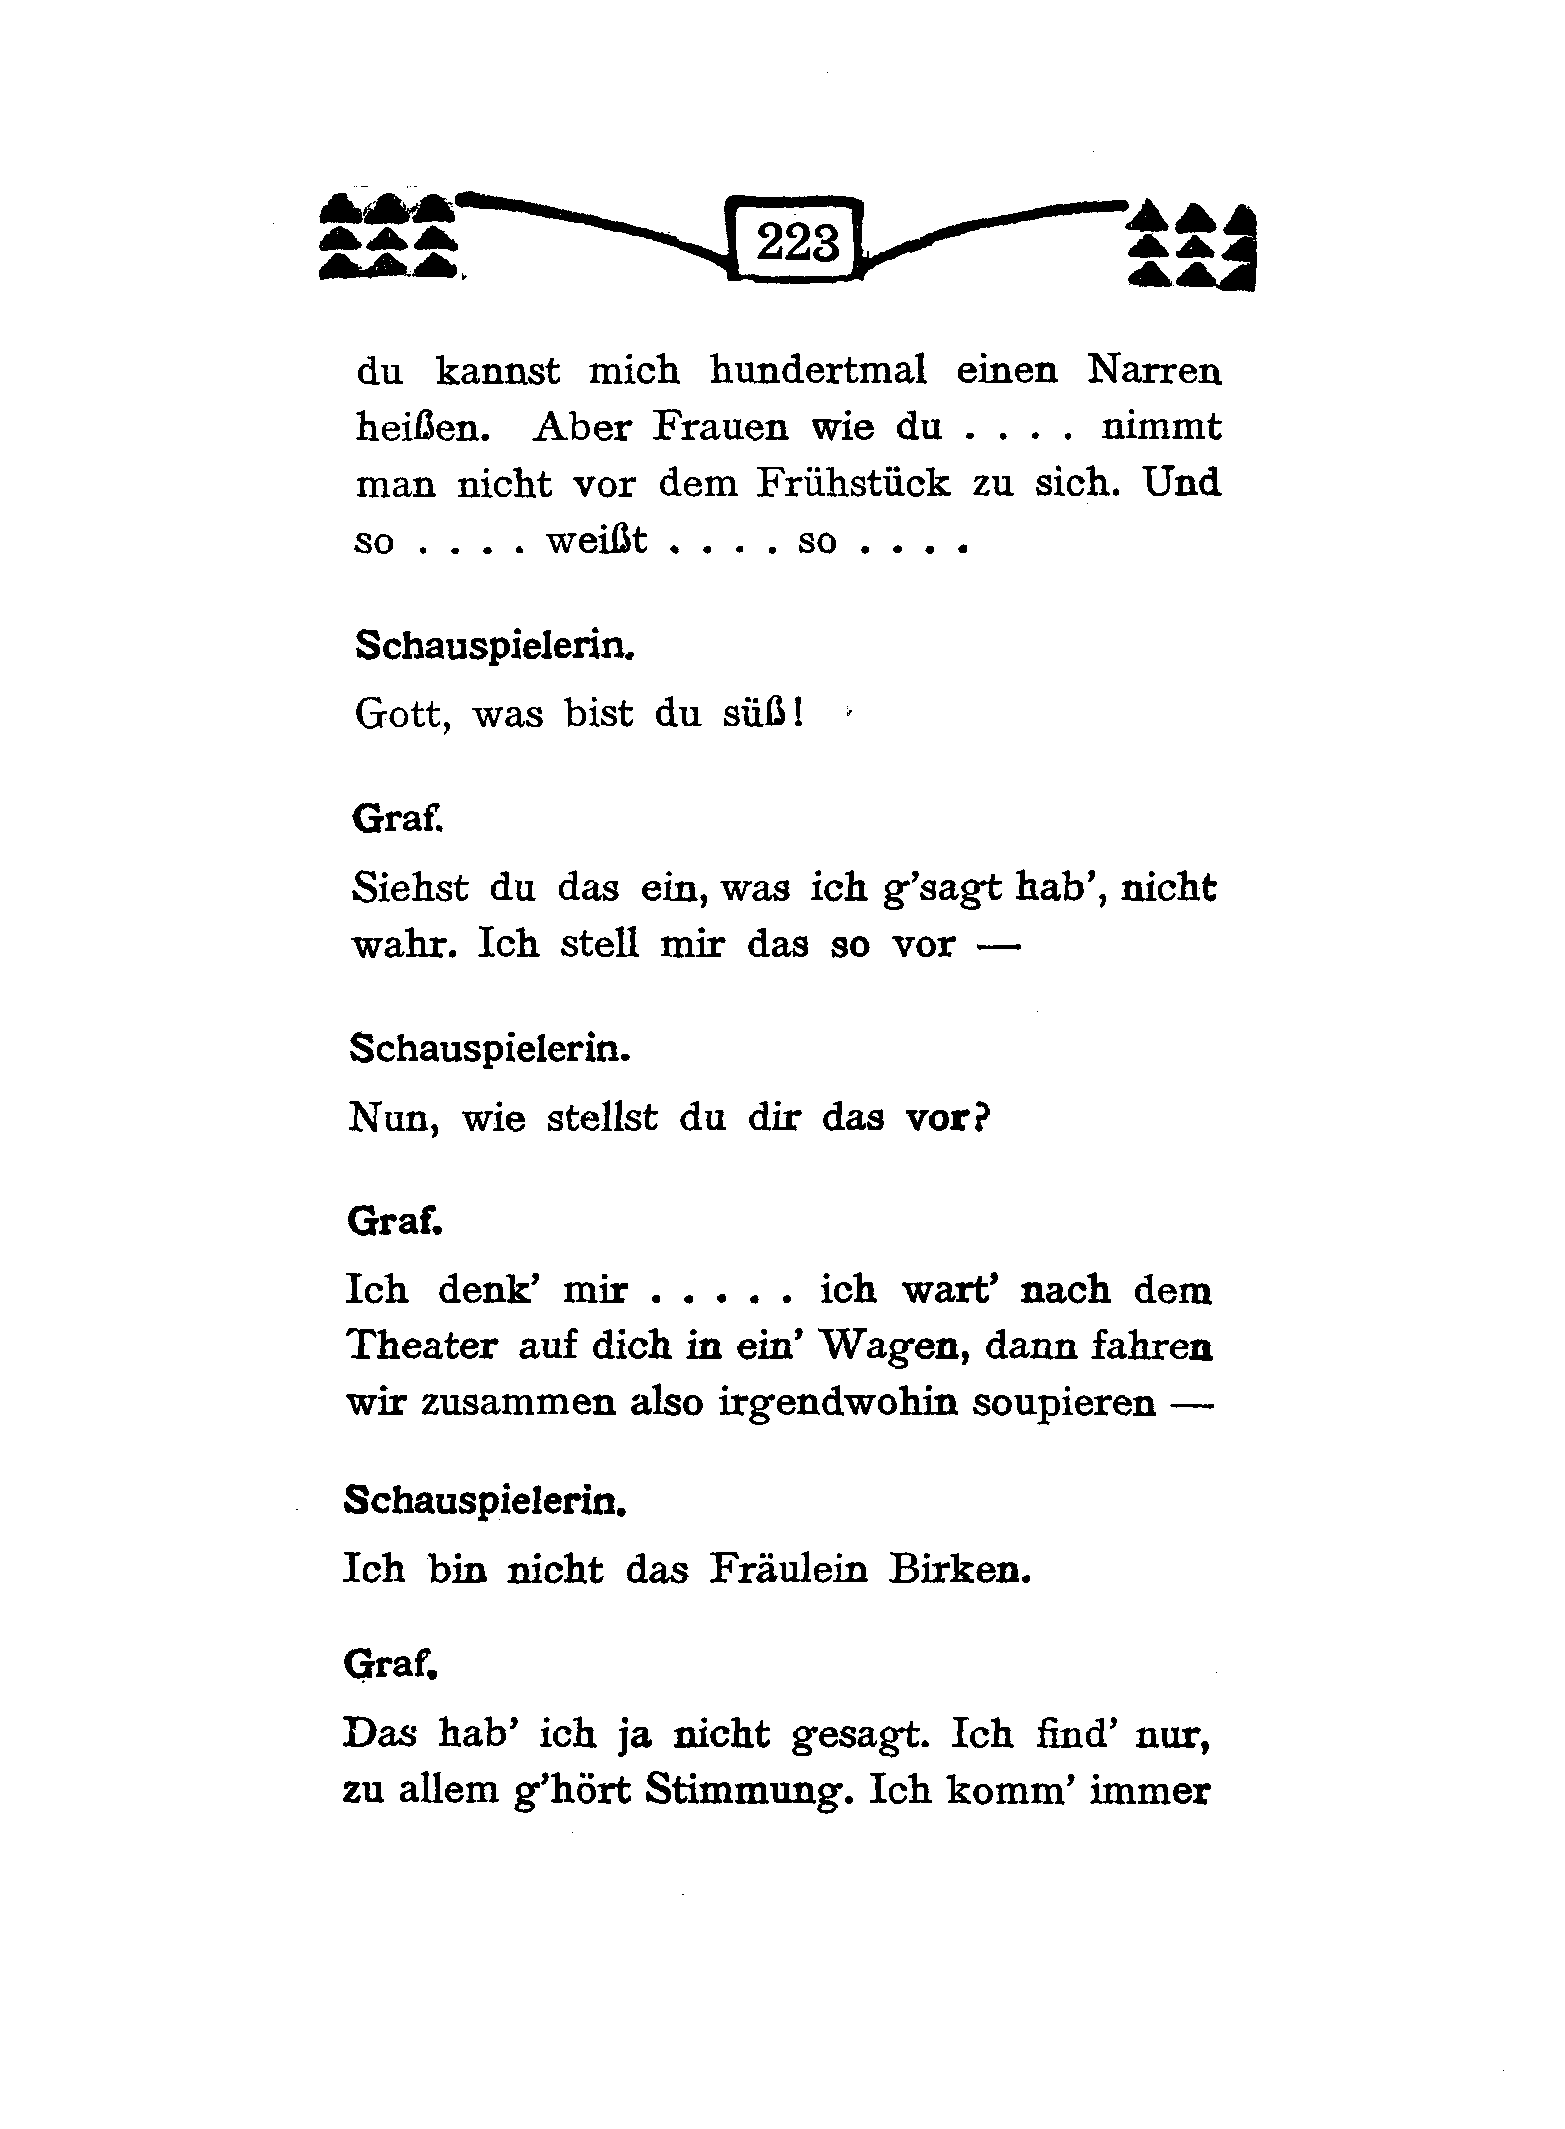 223
du kannst mich hundertmal einen Narren
heißen. Aber Frauen wie du . . . . nimmt
man nicht vor dem Frühstück zu sich. Und
so . . . . weißt . . . . so . . . .
Schauspielerin.
Gott, was bist du süß!
Graf.
Siehst du das ein, was ich g’sagt hab’, nicht
wahr. Ich stell mir das so vor —
Schauspielerin.
Nun, wie stellst du dir das vor?
Graf.
Ich denk’ mir . . . . . ich wart’ nach dem
Theater auf dich in ein’ Wagen, dann fahren
wir zusammen also irgendwohin soupieren —
Schauspielerin.
Ich bin nicht das Fräulein Birken.
Graf.
Das hab’ ich ja nicht gesagt. Ich find’ nur,
zu allem g’hört Stimmung. Ich komm’ immer